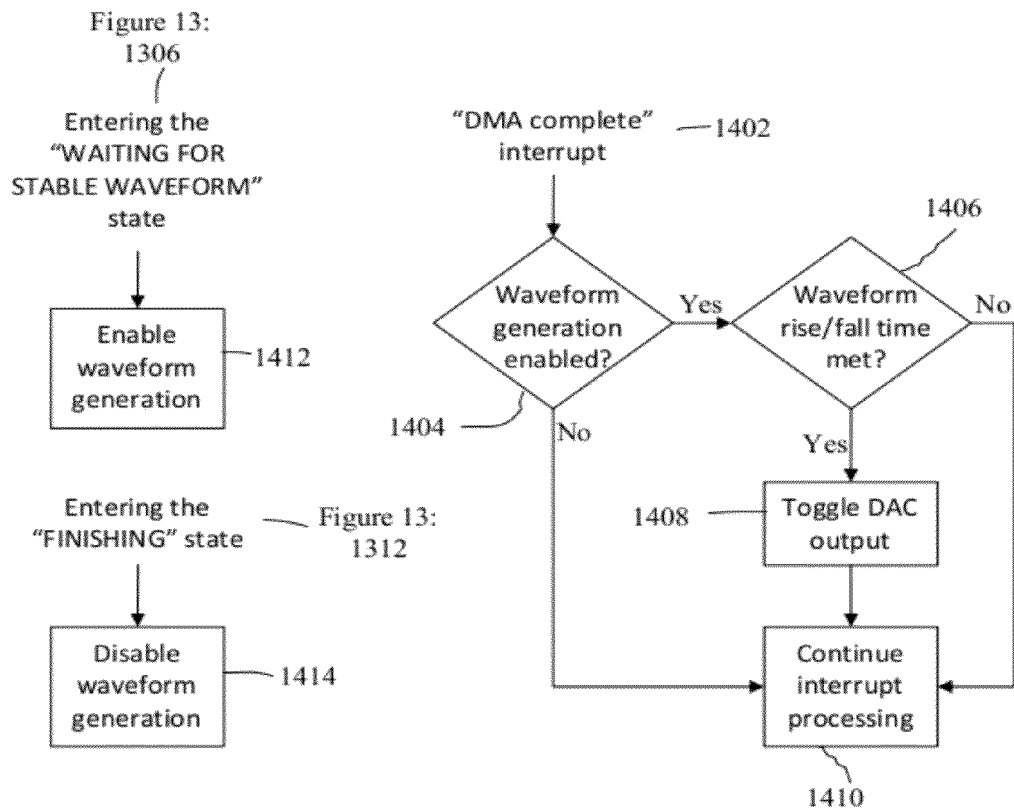 Figure 13:
1306
Entering the
"WAITING FOR
STABLE WAVEFORM"
state
Enable
waveform
generation
1412
Entering the
"FINISHING" state
Figure 13:
1312
Disable
waveform
generation
1414
“DMA complete”
interrupt
1402
Waveform
generation
enabled?
1404
Yes
No
Waveform
rise/fall time
met?
1406
No
Yes
1408
Toggle DAC
output
Continue
interrupt
processing
1410